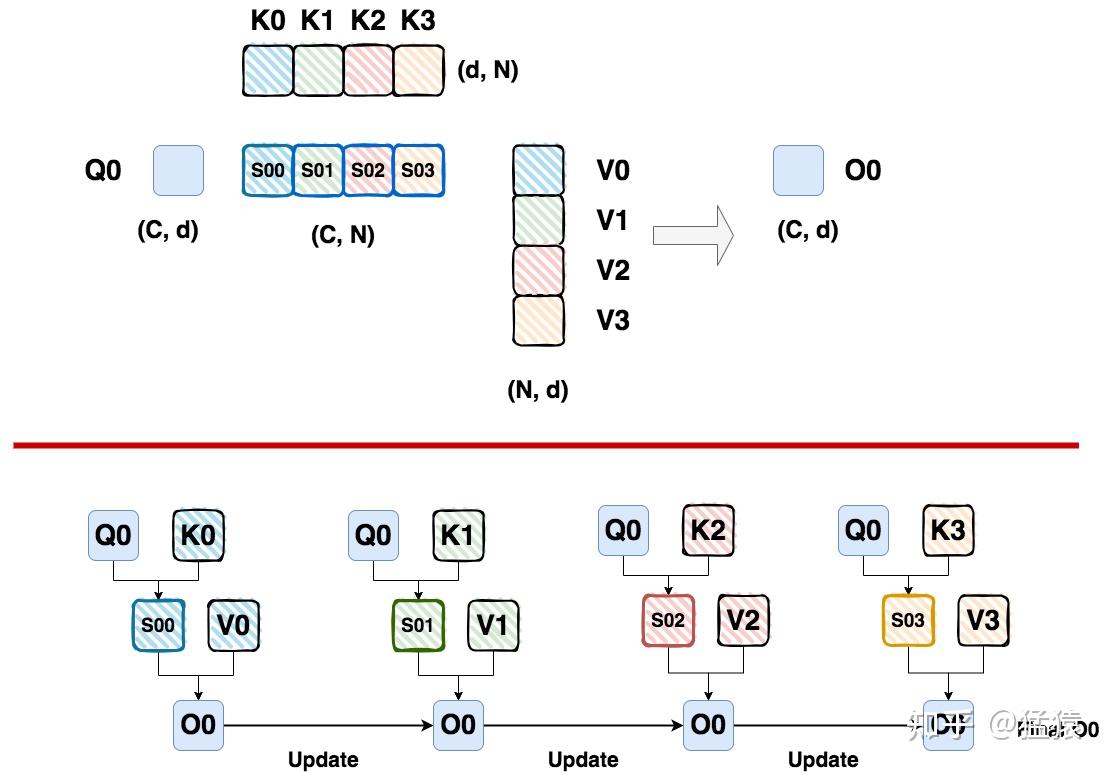 K0 K1 K2 K3
(d, N)
Q0
S00 S01 S02 S03
V0
O0
(C, d)
(C, N)
V1
(C, d)
V2
V3
(N, d)
Q0 K0 Q0 K1 Q0 K2 Q0 K3
S00 V0 S01 V1 S02 V2 S03 V3
O0 O0 O0 O0
Final O0
知乎 @猛猿
Update Update Update